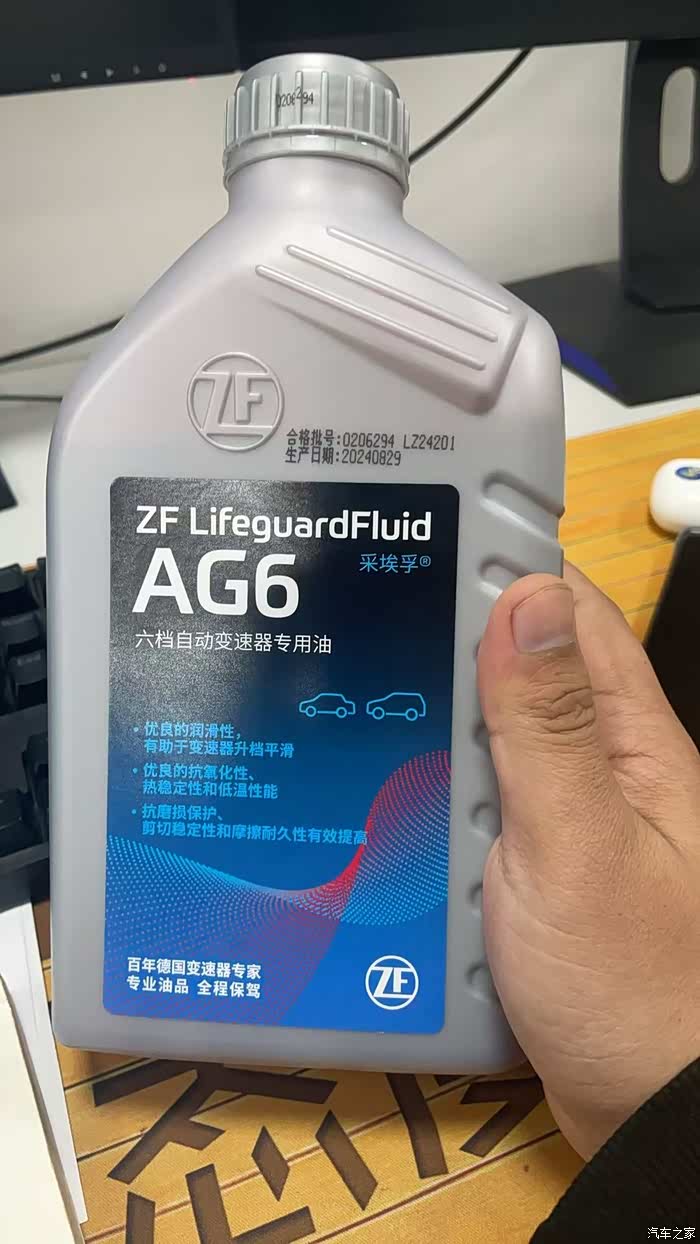 0206294
ZF
合格批号:0206294 LZ24201
生产日期:20240829
ZF LifeguardFluid
AG6 采埃孚®
六档自动变速器专用油
• 优良的润滑性，
有助于变速器升档平滑
• 优良的抗氧化性、
热稳定性和低温性能
• 抗磨损保护、
剪切稳定性和摩擦耐久性有效提高
百年德国变速器专家
专业油品 全程保驾
ZF
汽车之家